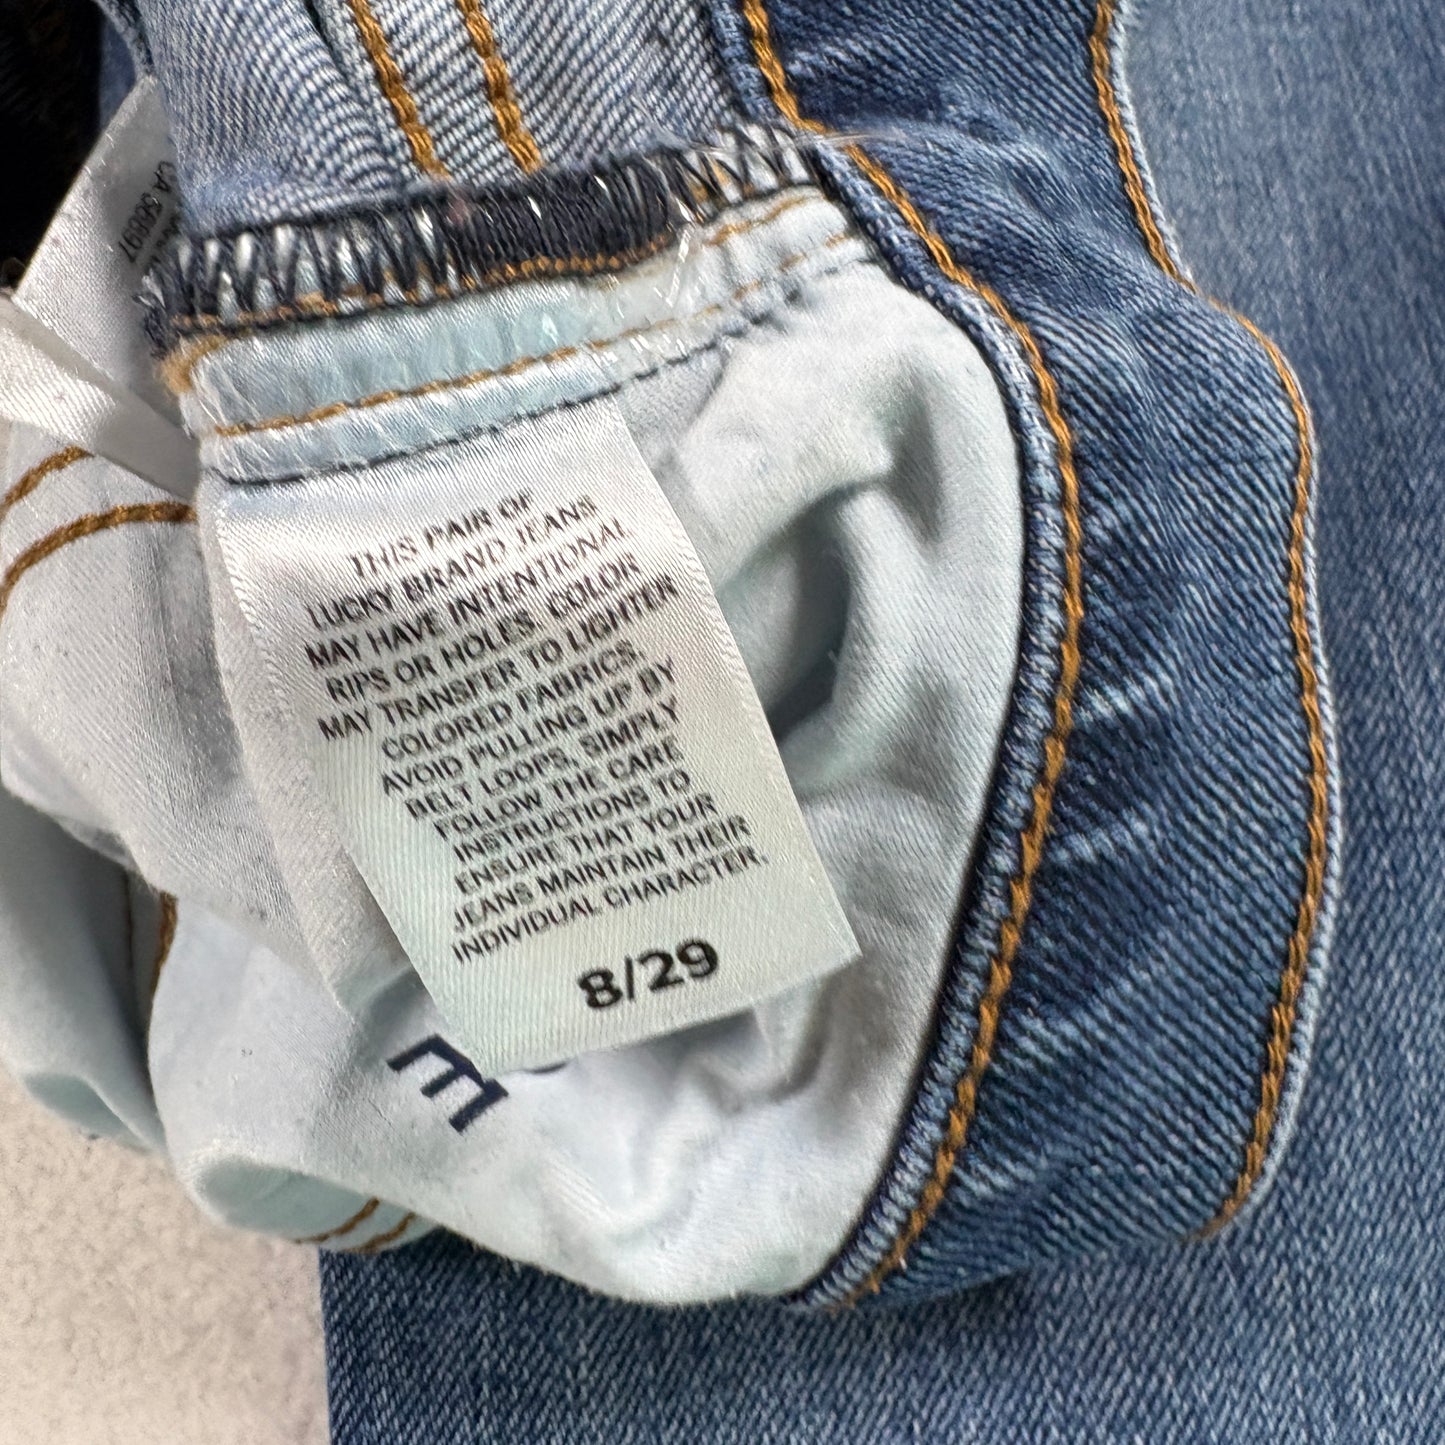 THIS PAIR OF
LUCKY BRAND JEANS
MAY HAVE INTENTIONAL
RIPS OR HOLES. COLOR
MAY TRANSFER TO LIGHTER
COLORED FABRICS.
AVOID PULLING UP BY
BELT LOOPS, SIMPLY
FOLLOW THE CARE
INSTRUCTIONS TO
ENSURE THAT YOUR
JEANS MAINTAIN THEIR
INDIVIDUAL CHARACTER.
8/29
CA 56897